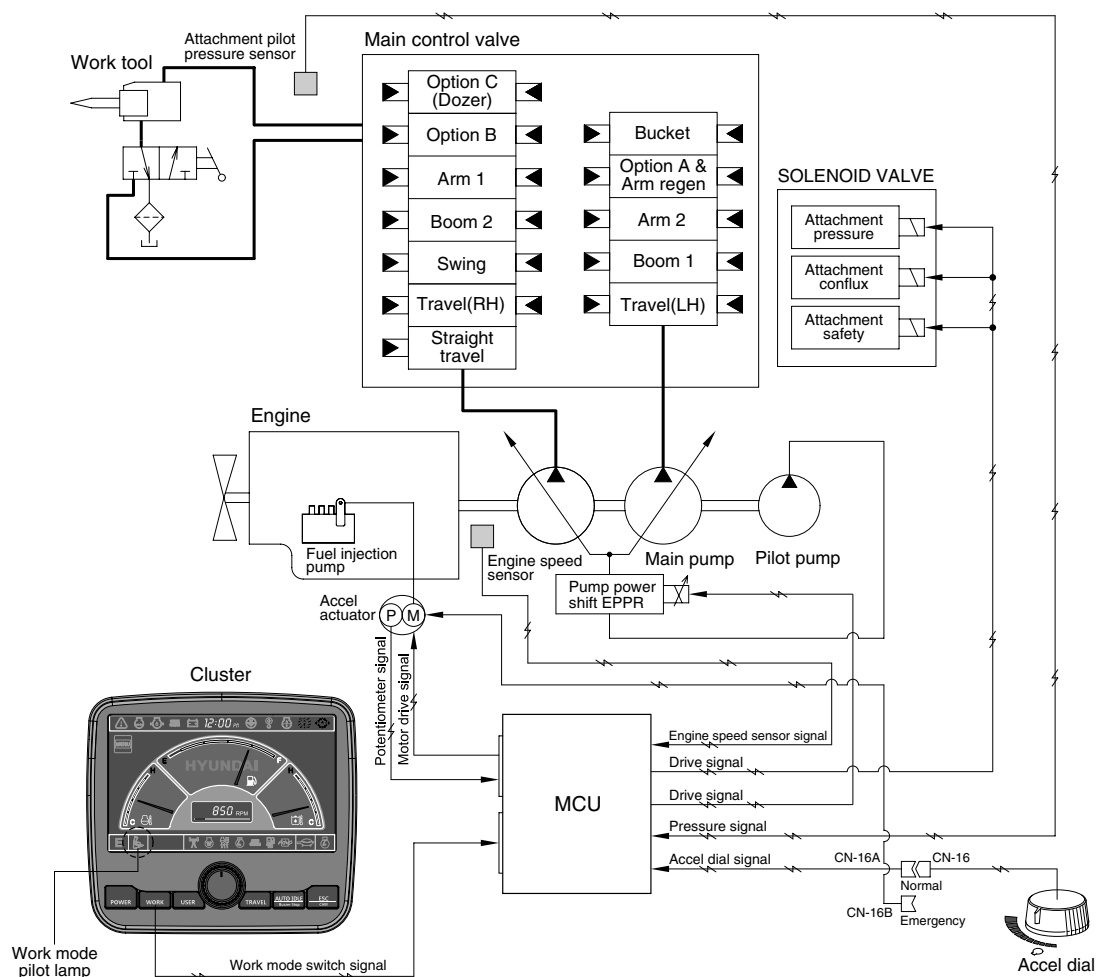 Attachment pilot
pressure sensor
Work tool
Main control valve
Option C
(Dozer)
Option B
Arm 1
Boom 2
Swing
Travel(RH)
Straight
travel
Bucket
Option A &
Arm regen
Arm 2
Boom 1
Travel(LH)
SOLENOID VALVE
Attachment
pressure
Attachment
conflux
Attachment
safety
Engine
Fuel injection
pump
Engine speed
sensor
Main pump
Pilot pump
Pump power
shift EPPR
Accel
actuator
P
M
Potentiometer signal
Motor drive signal
Cluster
12:00
HYUNDAI
E
F
H
C
H
C
850 RPM
E
POWER
WORK
USER
TRAVEL
AUTO IDLE
ESC
MCU
Engine speed sensor signal
Drive signal
Drive signal
Pressure signal
Accel dial signal
CN-16A
CN-16
Normal
CN-16B
Emergency
Accel dial
Work mode
pilot lamp
Work mode switch signal